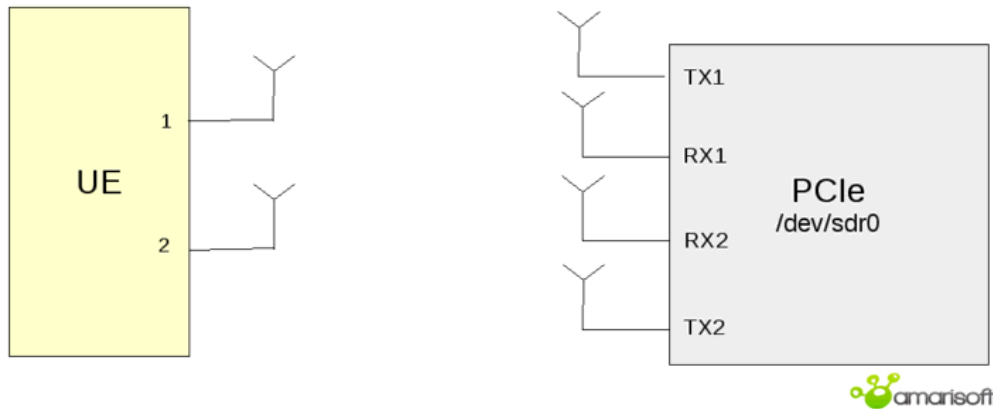 UE
1
2
TX1
RX1
RX2
TX2
PCIe
/dev/sdr0
amarisoft